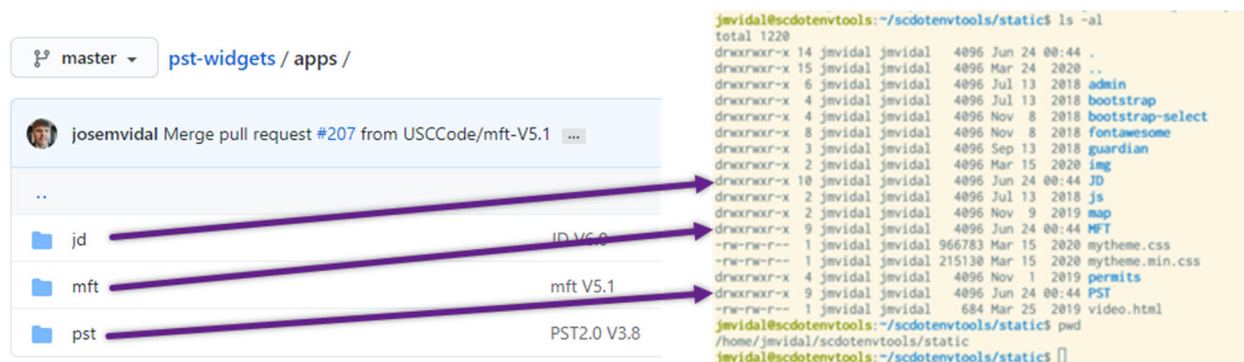 master
pst-widgets / apps /
josemvidal Merge pull request #207 from USCCode/mft-V5.1 ...
..
jd JD V6.0
mft mft V5.1
pst PST2.0 V3.8
jmvidal@scdotenvtools:~/scdotenvtools/static$ ls -al
total 1220
drwxrwxr-x 14 jmvidal jmvidal 4096 Jun 24 00:44 .
drwxrwxr-x 15 jmvidal jmvidal 4096 Mar 24 2020 ..
drwxrwxr-x 6 jmvidal jmvidal 4096 Jul 13 2018 admin
drwxrwxr-x 4 jmvidal jmvidal 4096 Jul 13 2018 bootstrap
drwxrwxr-x 4 jmvidal jmvidal 4096 Nov 8 2018 bootstrap-select
drwxrwxr-x 8 jmvidal jmvidal 4096 Nov 8 2018 fontawesome
drwxrwxr-x 3 jmvidal jmvidal 4096 Sep 13 2018 guardian
drwxrwxr-x 2 jmvidal jmvidal 4096 Mar 15 2020 img
drwxrwxr-x 10 jmvidal jmvidal 4096 Jun 24 00:44 JD
drwxrwxr-x 2 jmvidal jmvidal 4096 Jul 13 2018 js
drwxrwxr-x 2 jmvidal jmvidal 4096 Nov 9 2019 map
drwxrwxr-x 9 jmvidal jmvidal 4096 Jun 24 00:44 MFT
-rw-rw-r-- 1 jmvidal jmvidal 966783 Mar 15 2020 mytheme.css
-rw-rw-r-- 1 jmvidal jmvidal 215130 Mar 15 2020 mytheme.min.css
drwxrwxr-x 4 jmvidal jmvidal 4096 Nov 1 2019 permits
drwxrwxr-x 9 jmvidal jmvidal 4096 Jun 24 00:44 PST
-rw-rw-r-- 1 jmvidal jmvidal 684 Mar 25 2019 video.html
jmvidal@scdotenvtools:~/scdotenvtools/static$ pwd
/home/jmvidal/scdotenvtools/static
jmvidal@scdotenvtools:~/scdotenvtools/static$